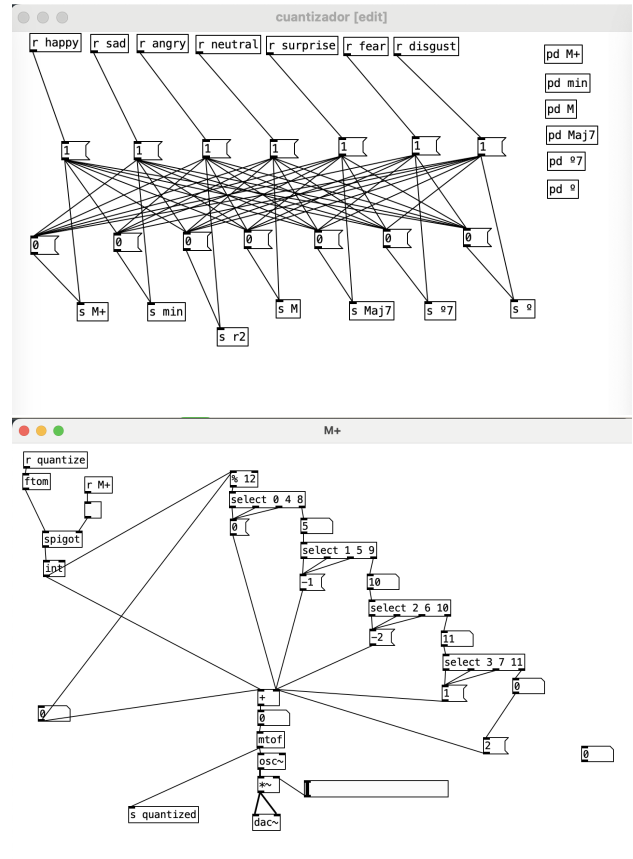 cuantizador [edit]
r happy
r sad
r angry
r neutral
r surprise
r fear
r disgust
pd M+
pd min
pd M
pd Maj7
pd º7
pd º
1
1
1
1
1
1
1
0
0
0
0
0
0
0
s M+
s min
s r2
s M
s Maj7
s º7
s º
M+
r quantize
ftom
r M+
spigot
int
% 12
select 0 4 8
0
5
select 1 5 9
-1
10
select 2 6 10
-2
11
select 3 7 11
1
0
2
0
0
+
0
mtof
osc~
*~
dac~
s quantized